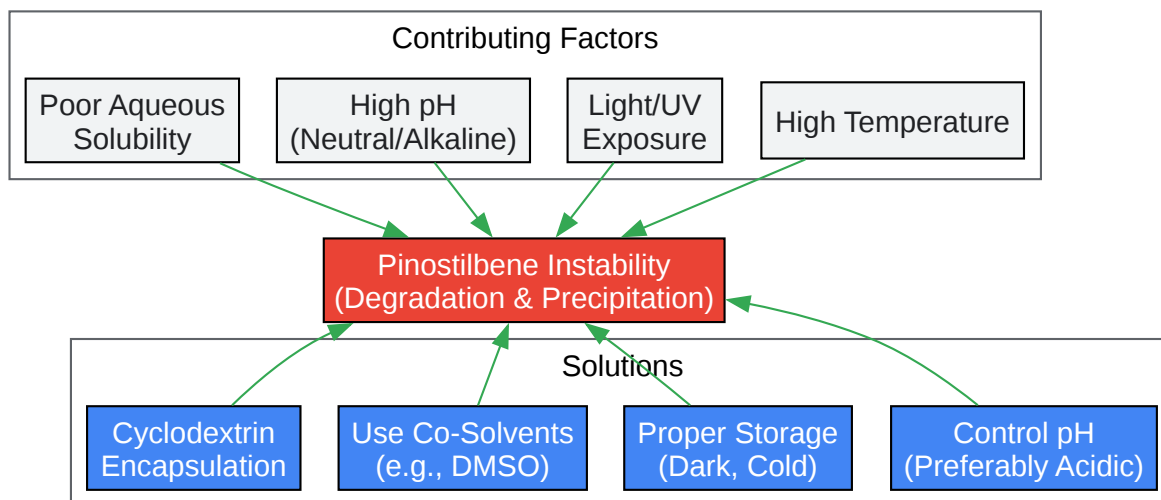 Contributing Factors
Poor Aqueous
Solubility
High pH
(Neutral/Alkaline)
Light/UV
Exposure
High Temperature
Pinostilbene Instability
(Degradation & Precipitation)
Solutions
Cyclodextrin
Encapsulation
Use Co-Solvents
(e.g., DMSO)
Proper Storage
(Dark, Cold)
Control pH
(Preferably Acidic)